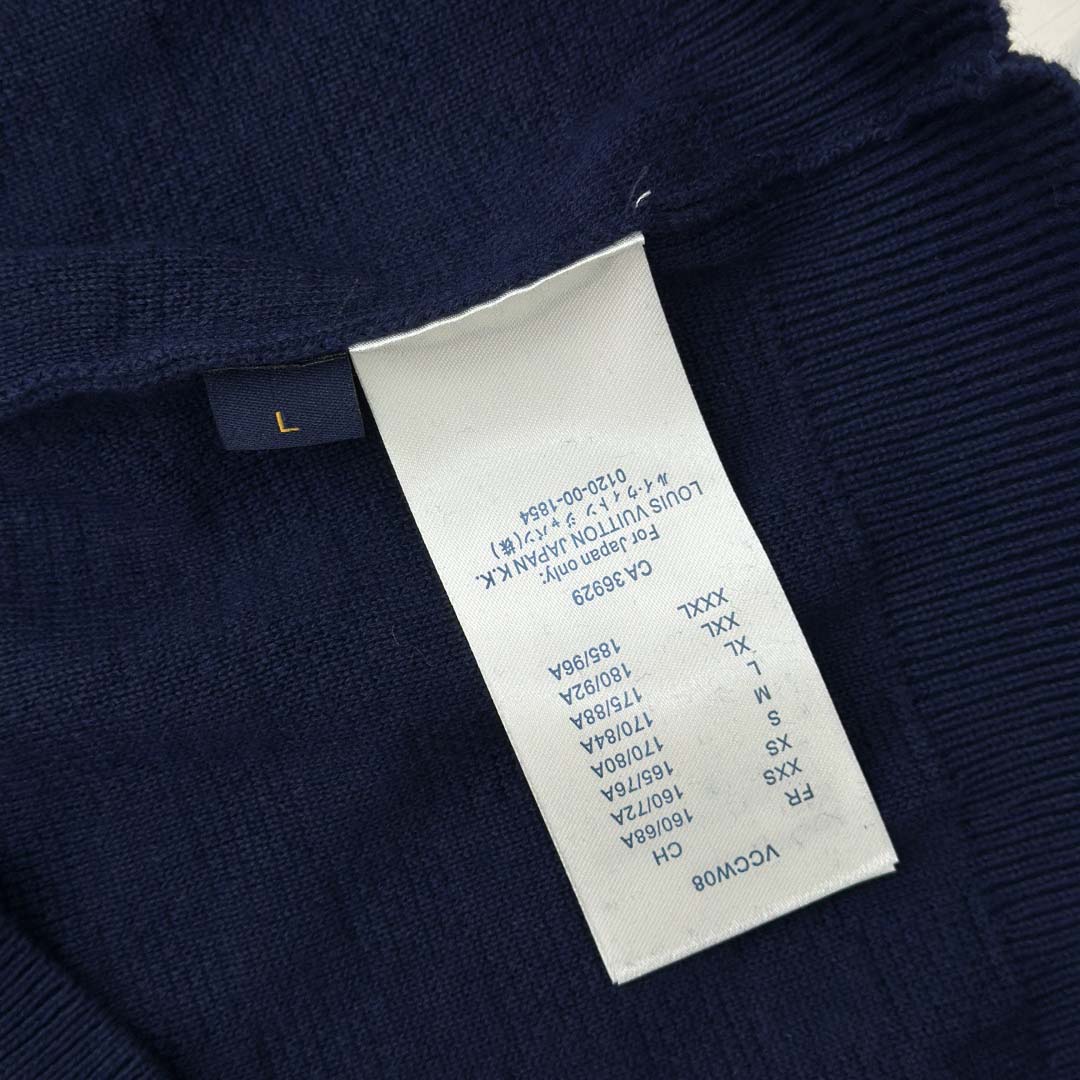 L
VCCW08
FR CH
XXS 160/68A
XS 160/72A
S 165/76A
M 170/80A
L 170/84A
XL 175/88A
XXL 180/92A
XXXL 185/96A
CA 36929
For Japan only:
LOUIS VUITTON JAPAN K.K.
ルイ・ヴィトン ジャパン(株)
0120-00-1854